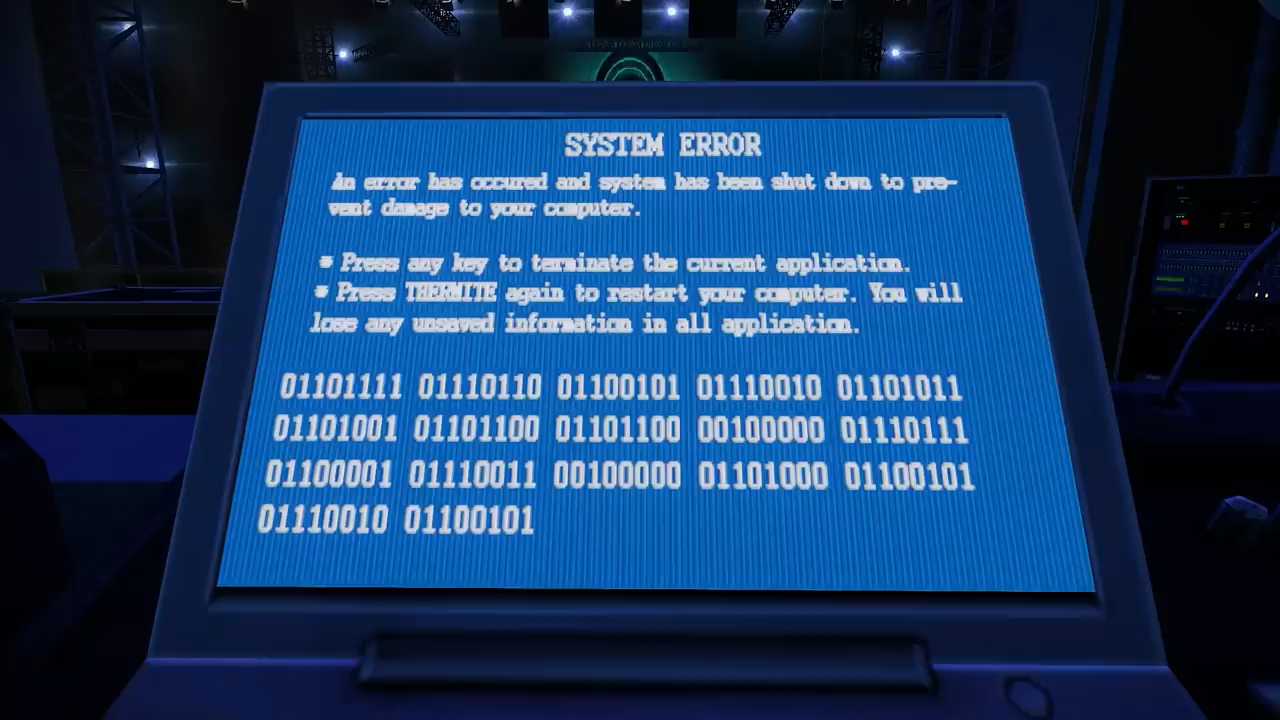 SYSTEM ERROR
An error has occured and system has been shut down to pre-
vent damage to your computer.
* Press any key to terminate the current application.
* Press THERMITE again to restart your computer. You will
lose any unsaved information in all application.
01101111 01110110 01100101 01110010 01101011
01101001 01101100 01101100 00100000 01110111
01100001 01110011 00100000 01101000 01100101
01110010 01100101